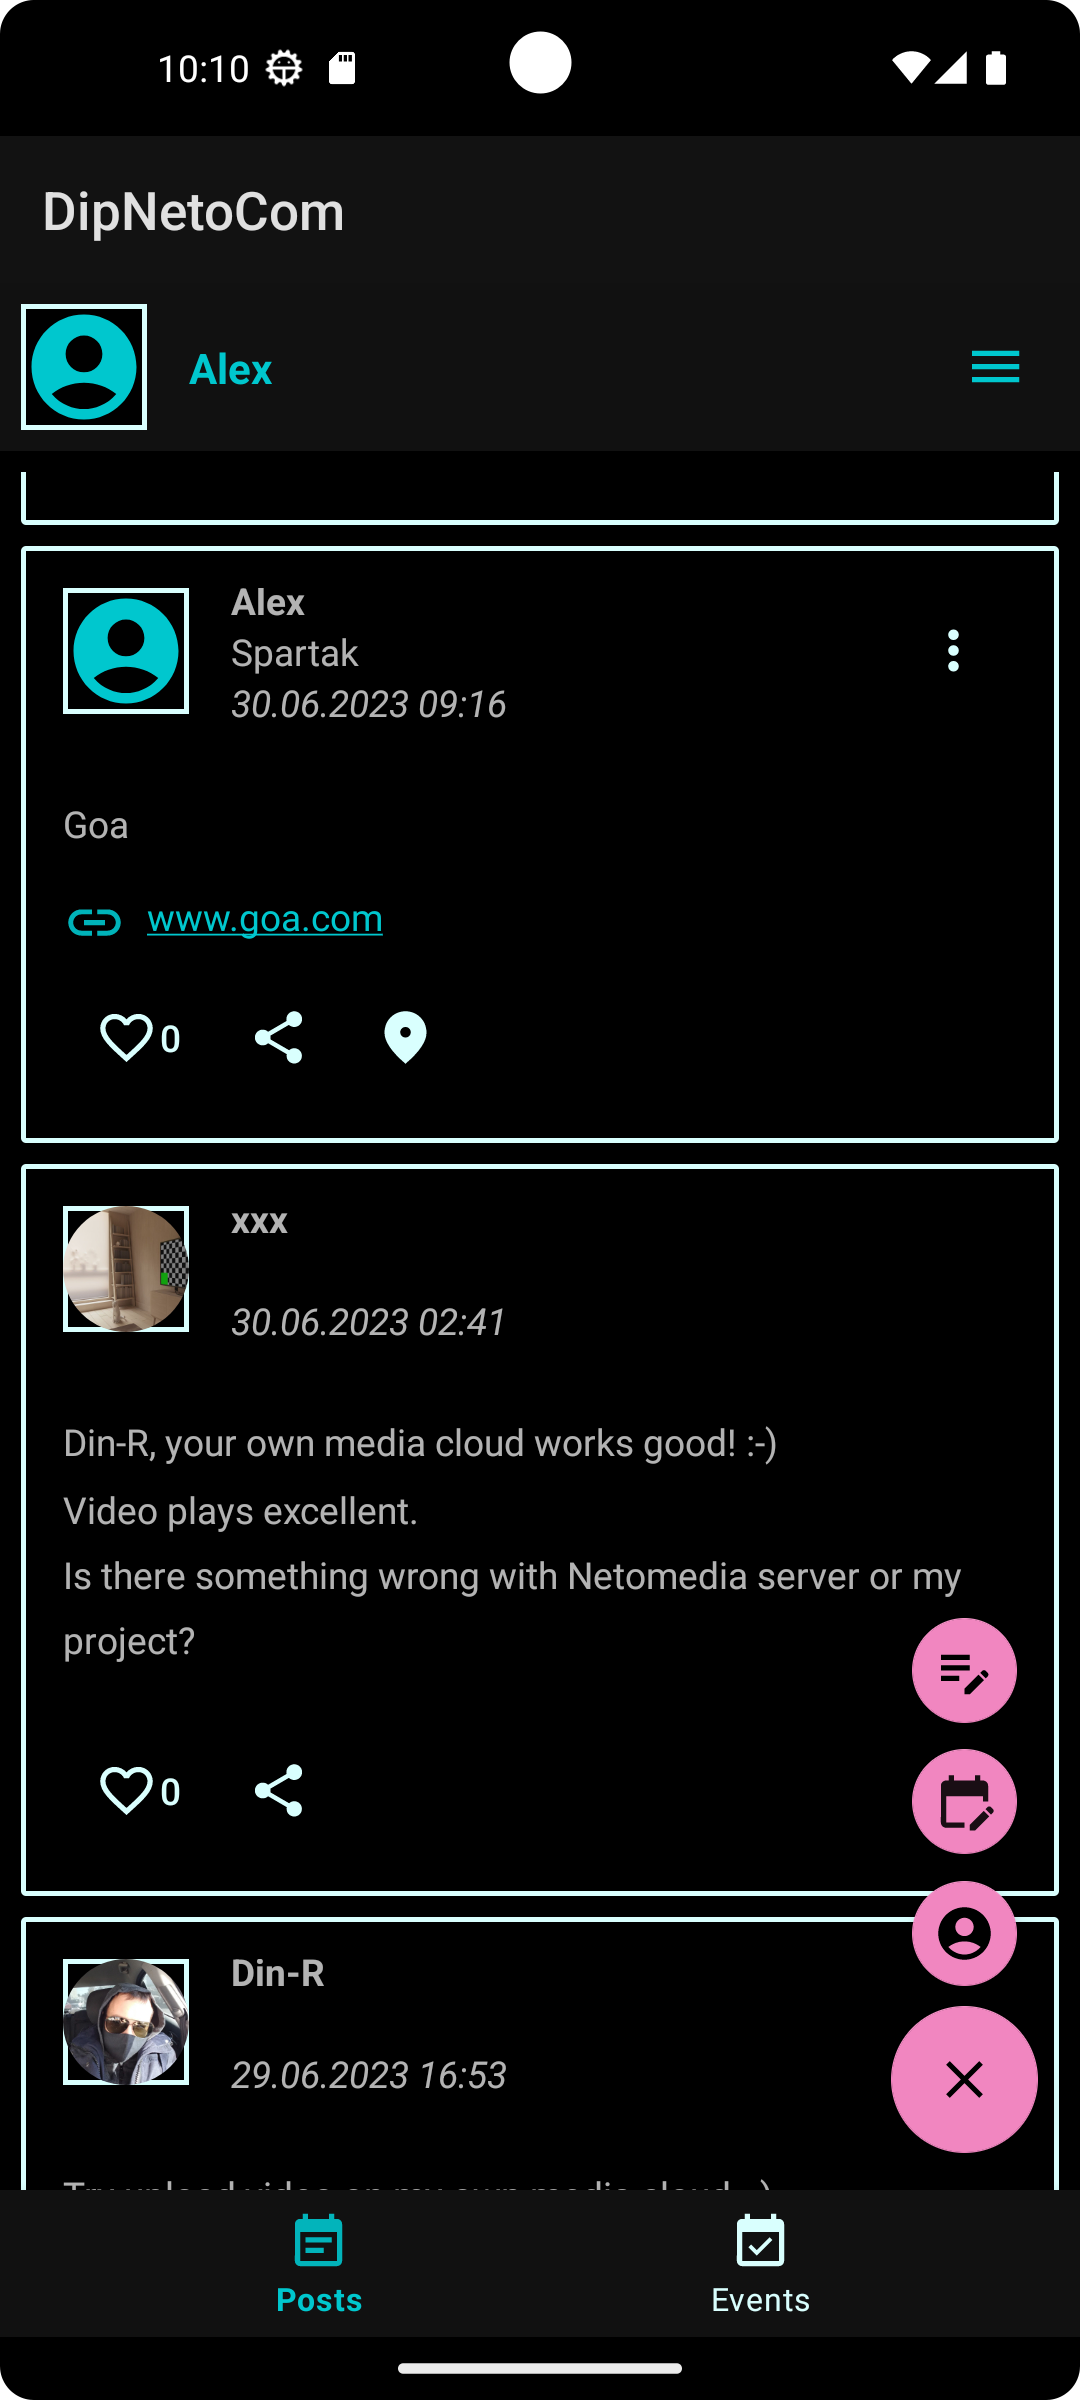 10:10
DipNetoCom
Alex
Alex
Spartak
30.06.2023 09:16
Goa
www.goa.com
0
xxx
30.06.2023 02:41
Din-R, your own media cloud works good! :-)
Video plays excellent.
Is there something wrong with Netomedia server or my
project?
0
Din-R
29.06.2023 16:53
Posts
Events